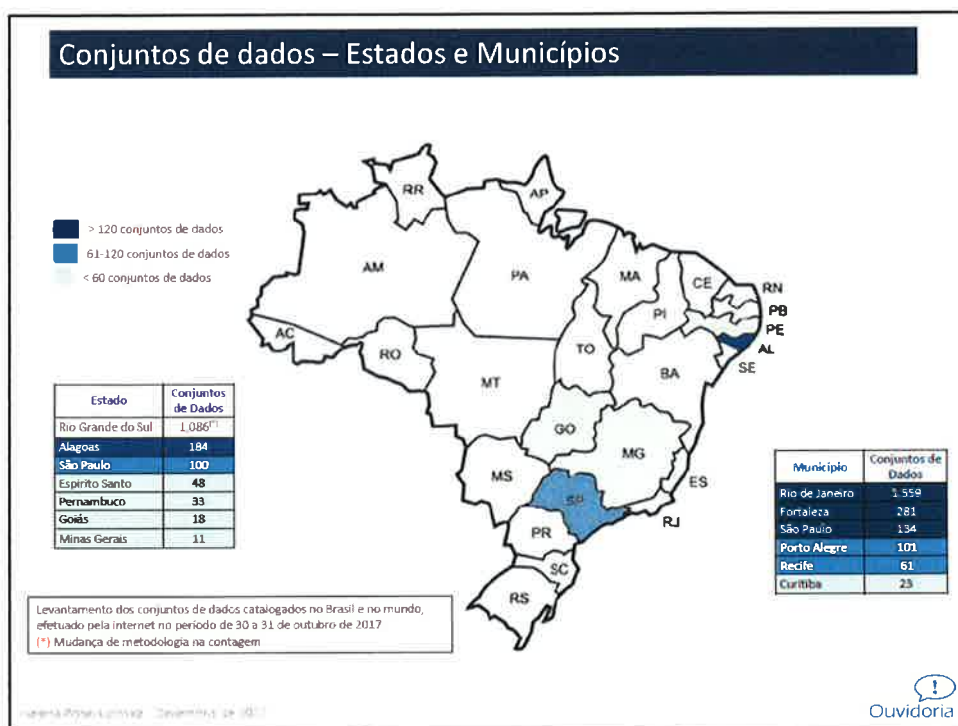 Conjuntos de dados – Estados e Municípios
RR
AP
> 120 conjuntos de dados
61-120 conjuntos de dados
< 60 conjuntos de dados
AM
PA
MA
CE
RN
PB
PE
AL
SE
PI
AC
RO
TO
BA
MT
GO
MG
ES
MS
SP
RJ
PR
SC
RS
Estado Conjuntos
de Dados
Rio Grande do Sul 1.086(*)
Alagoas 184
São Paulo 100
Espírito Santo 48
Pernambuco 33
Goiás 18
Minas Gerais 11
Município Conjuntos de
Dados
Rio de Janeiro 1.559
Fortaleza 281
São Paulo 134
Porto Alegre 101
Recife 61
Curitiba 23
Levantamento dos conjuntos de dados catalogados no Brasil e no mundo,
efetuado pela internet no período de 30 a 31 de outubro de 2017
(*) Mudança de metodologia na contagem
Ouvidoria